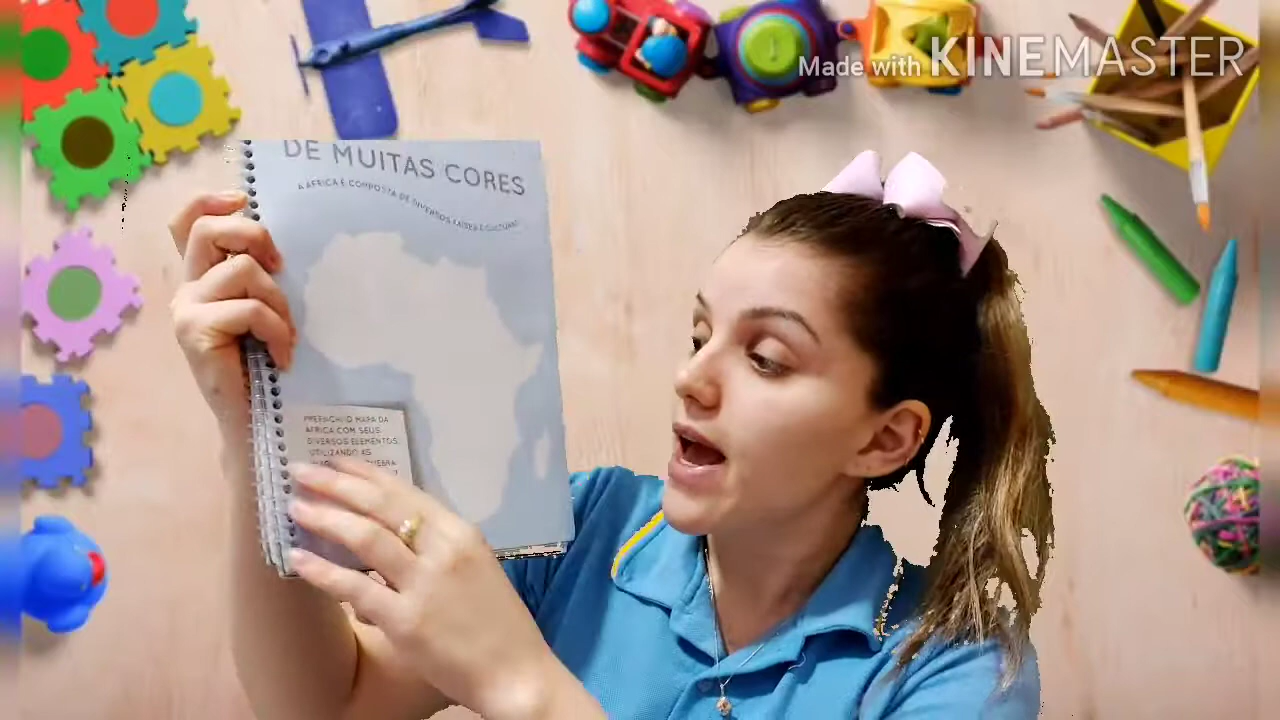 Made with KINEMASTER
DE MUITAS CORES
A ÁFRICA É COMPOSTA DE DIVERSOS PAÍSES E CULTURAS
PREENCHA O MAPA DA
ÁFRICA COM SEUS
DIVERSOS ELEMENTOS,
UTILIZANDO AS